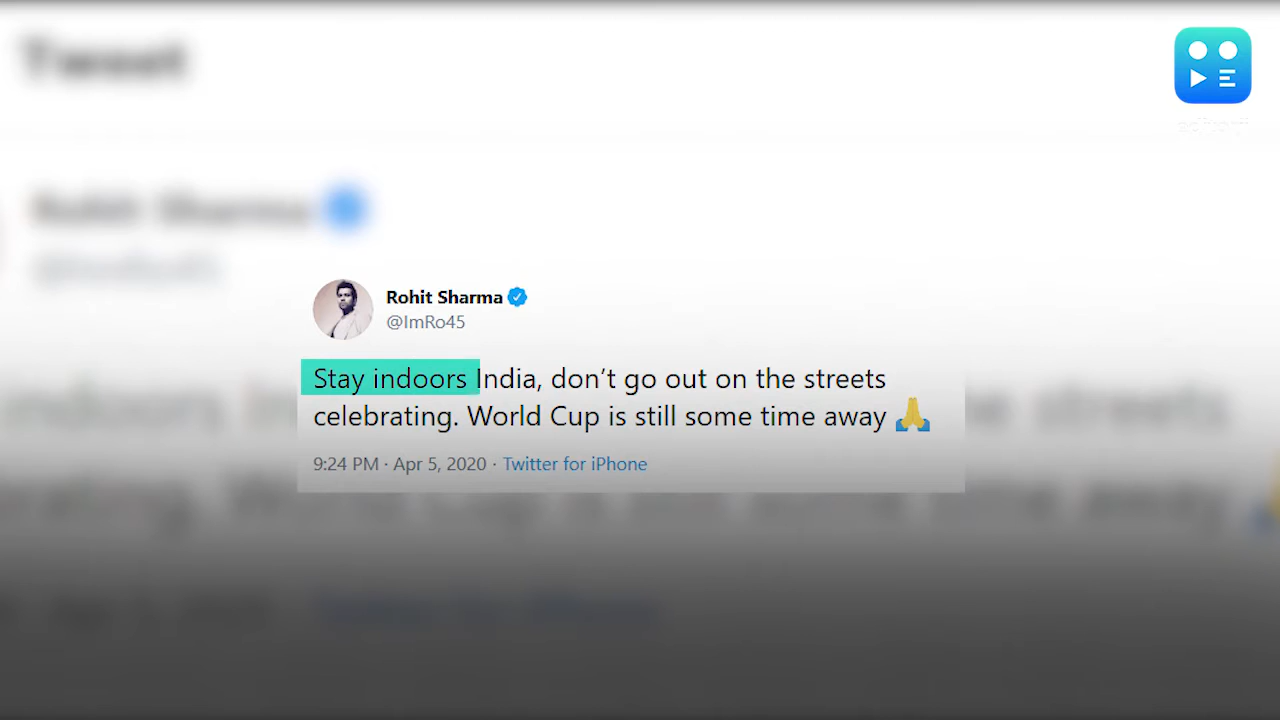 Tweet
Rohit Sharma
@ImRo45
Stay indoors India, don’t go out on the streets
celebrating. World Cup is still some time away 🙏
9:24 PM · Apr 5, 2020 · Twitter for iPhone